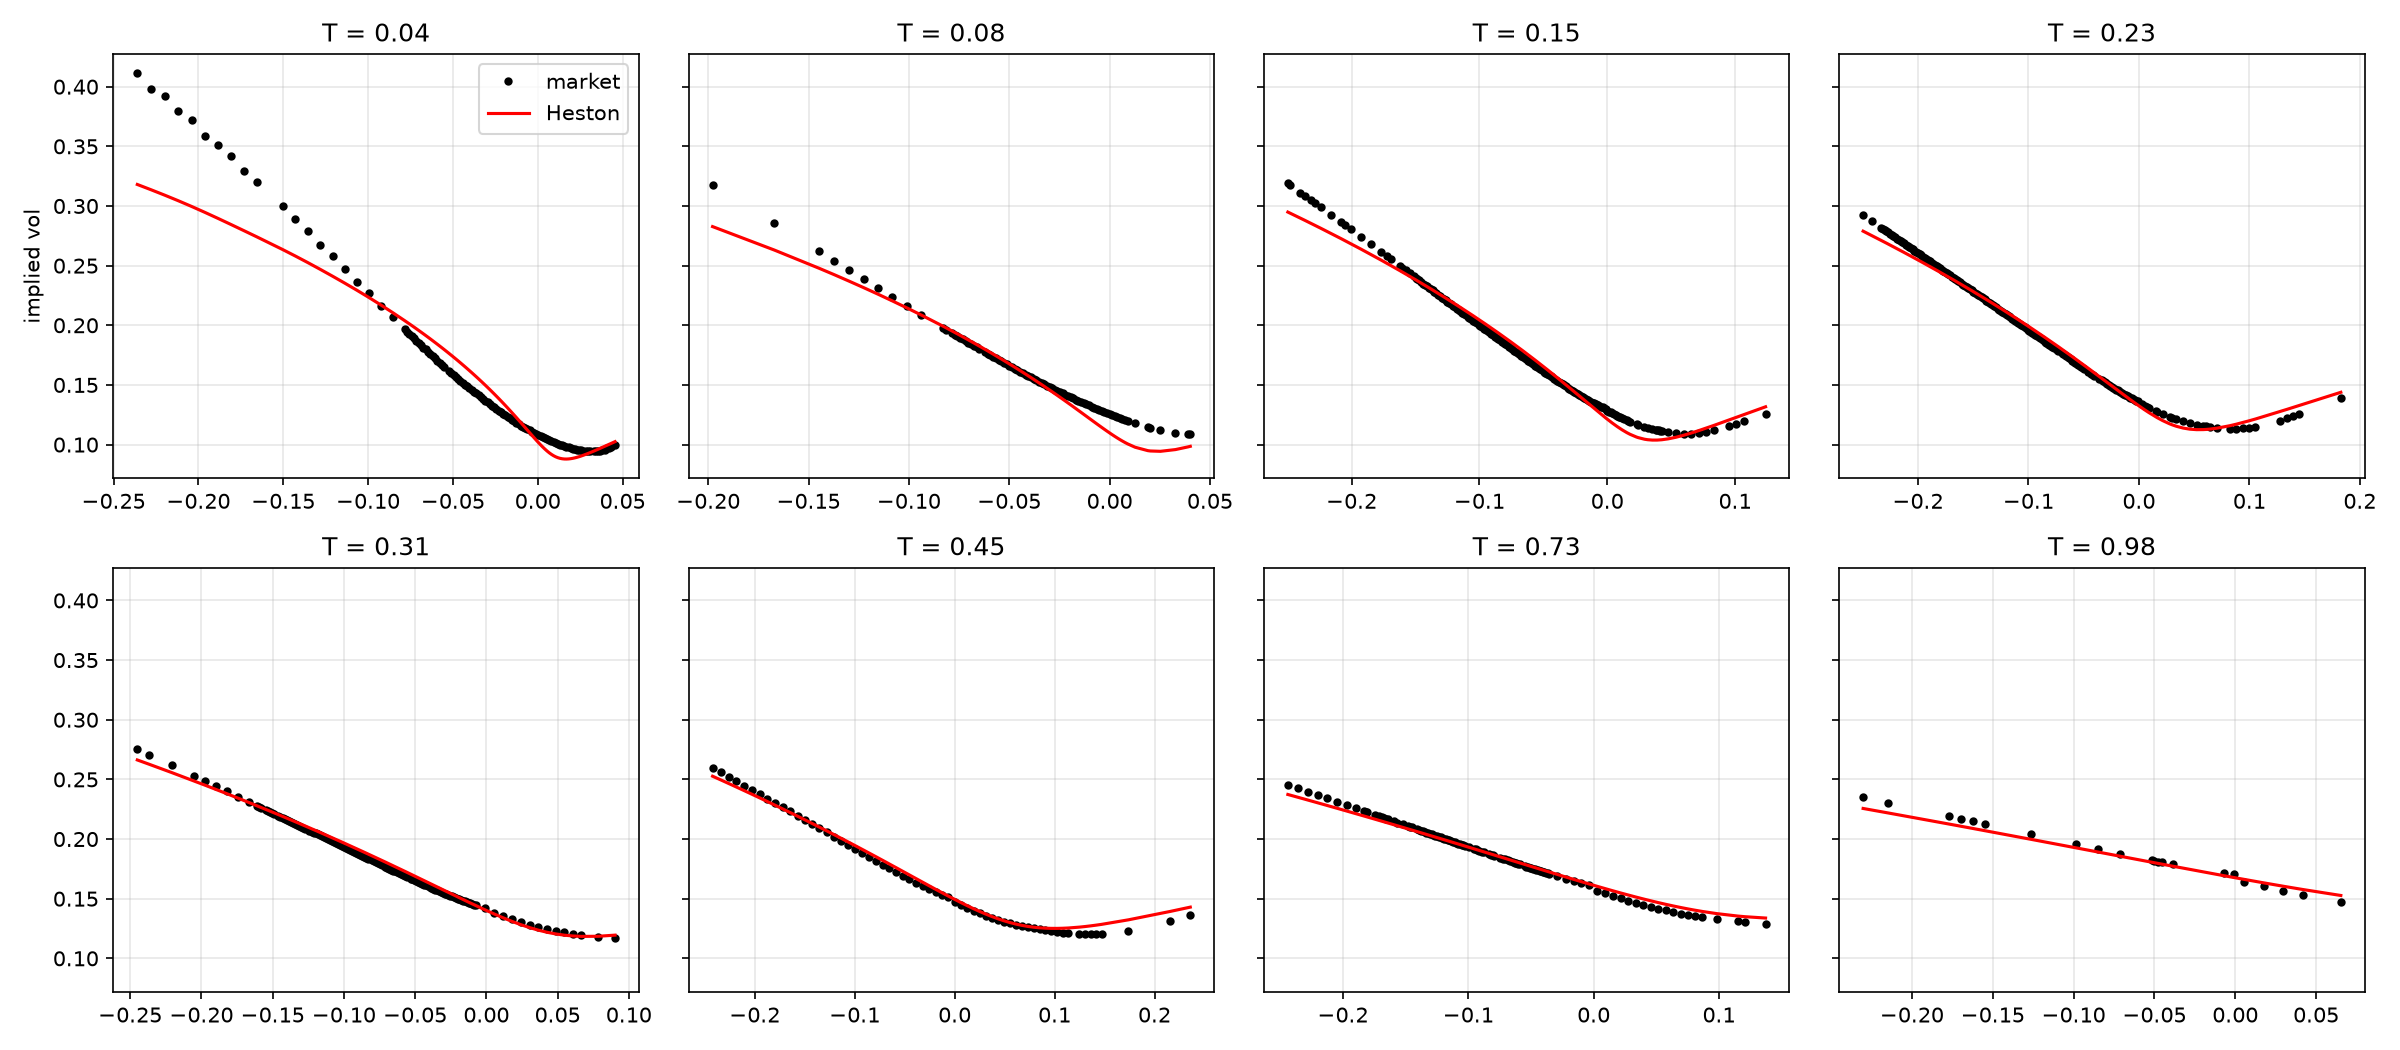 T = 0.04
T = 0.08
T = 0.15
T = 0.23
market
Heston
implied vol
0.40
0.35
0.30
0.25
0.20
0.15
0.10
−0.25 −0.20 −0.15 −0.10 −0.05 0.00 0.05
−0.20 −0.15 −0.10 −0.05 0.00 0.05
−0.2 −0.1 0.0 0.1
−0.2 −0.1 0.0 0.1 0.2
T = 0.31
T = 0.45
T = 0.73
T = 0.98
0.40
0.35
0.30
0.25
0.20
0.15
0.10
−0.25 −0.20 −0.15 −0.10 −0.05 0.00 0.05 0.10
−0.2 −0.1 0.0 0.1 0.2
−0.2 −0.1 0.0 0.1
−0.20 −0.15 −0.10 −0.05 0.00 0.05